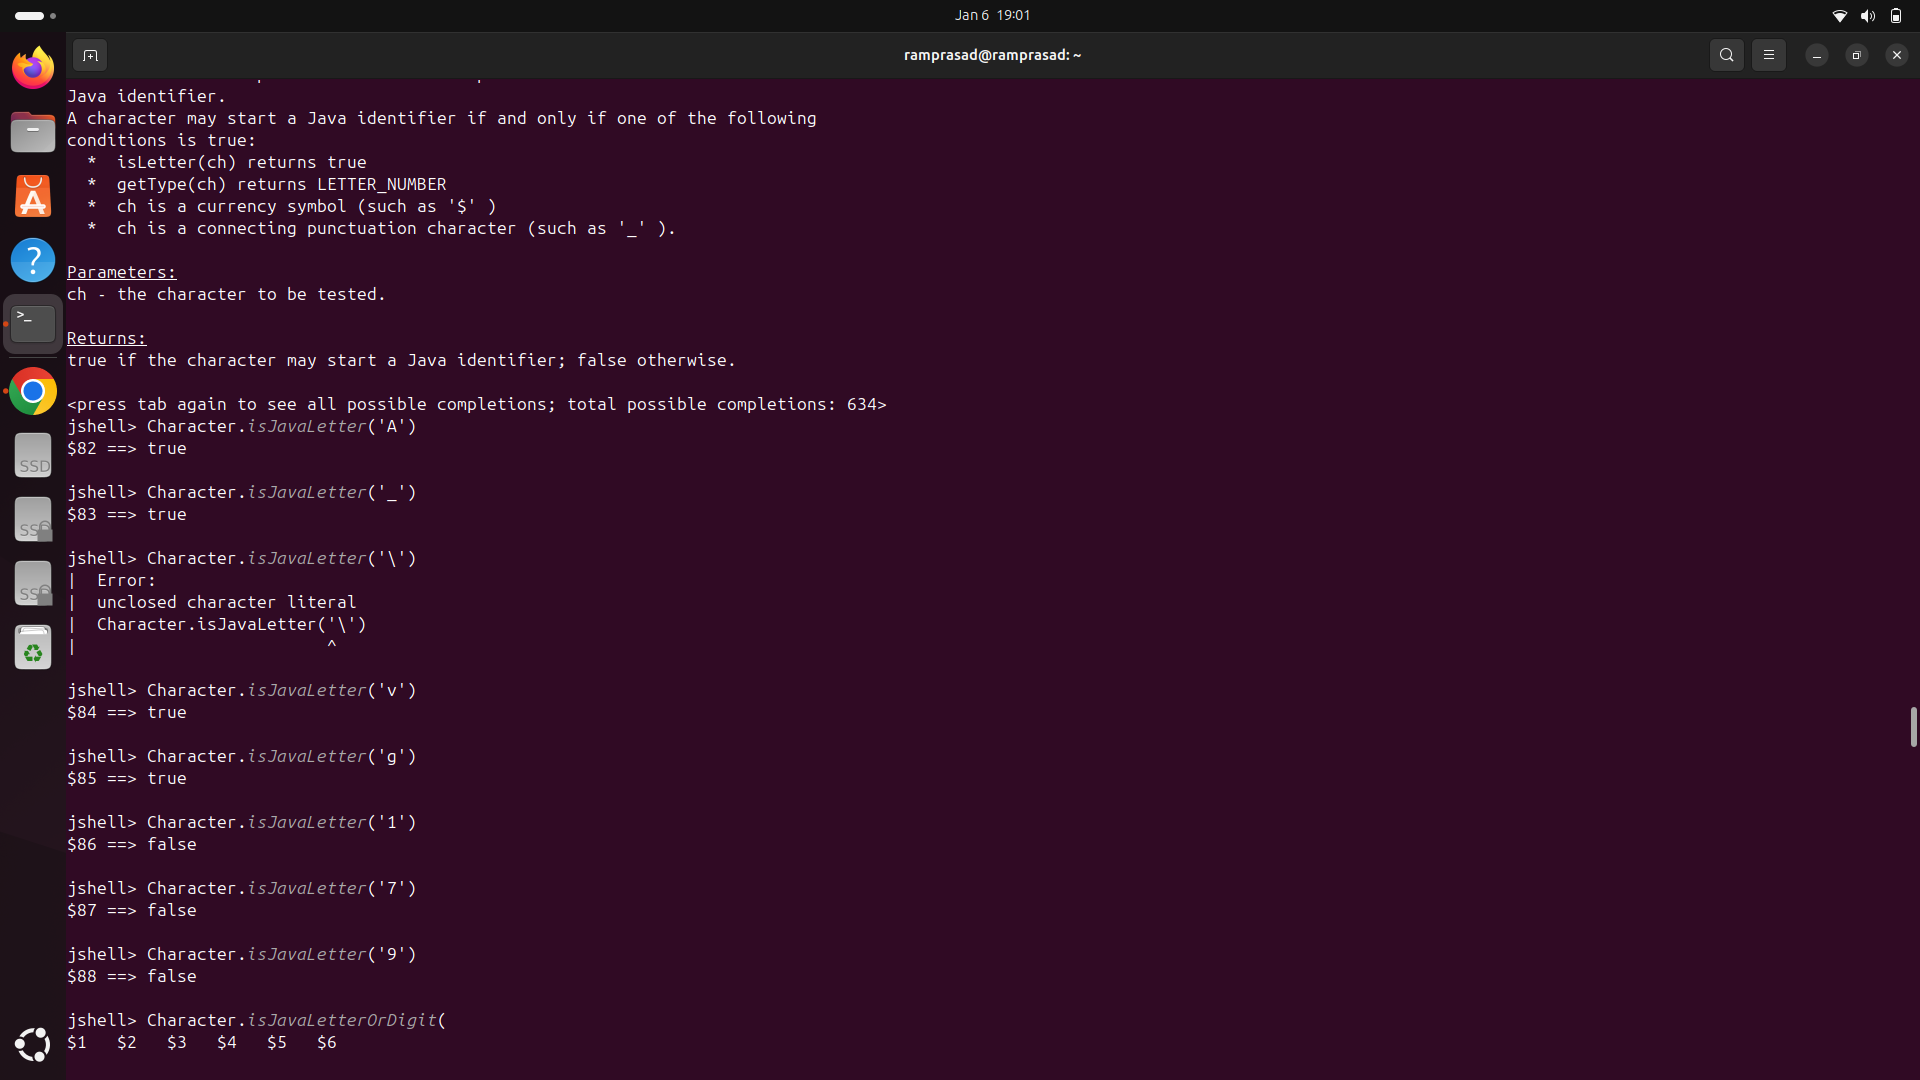 Jan 6 19:01
ramprasad@ramprasad: ~
Java identifier.
A character may start a Java identifier if and only if one of the following
conditions is true:
* isLetter(ch) returns true
* getType(ch) returns LETTER_NUMBER
* ch is a currency symbol (such as '$' )
* ch is a connecting punctuation character (such as '_' ).
Parameters:
ch - the character to be tested.
Returns:
true if the character may start a Java identifier; false otherwise.
<press tab again to see all possible completions; total possible completions: 634>
jshell> Character.isJavaLetter('A')
$82 ==> true
jshell> Character.isJavaLetter('_')
$83 ==> true
jshell> Character.isJavaLetter('\')
| Error:
| unclosed character literal
| Character.isJavaLetter('\')
| ^
jshell> Character.isJavaLetter('v')
$84 ==> true
jshell> Character.isJavaLetter('g')
$85 ==> true
jshell> Character.isJavaLetter('1')
$86 ==> false
jshell> Character.isJavaLetter('7')
$87 ==> false
jshell> Character.isJavaLetter('9')
$88 ==> false
jshell> Character.isJavaLetterOrDigit(
$1 $2 $3 $4 $5 $6
>_
SSD
SS
SS